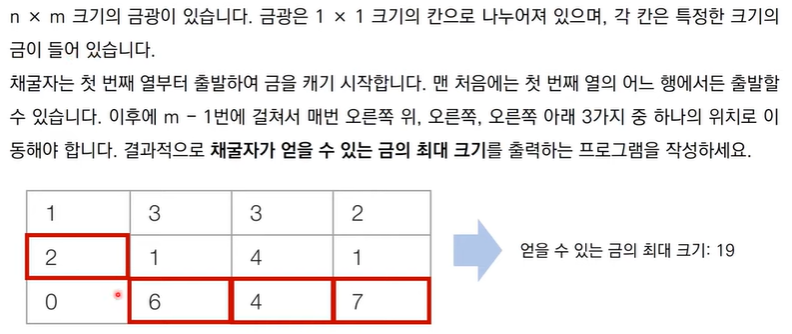 n × m 크기의 금광이 있습니다. 금광은 1 × 1 크기의 칸으로 나누어져 있으며, 각 칸은 특정한 크기의
금이 들어 있습니다.
채굴자는 첫 번째 열부터 출발하여 금을 캐기 시작합니다. 맨 처음에는 첫 번째 열의 어느 행에서든 출발할
수 있습니다. 이후에 m - 1번에 걸쳐서 매번 오른쪽 위, 오른쪽, 오른쪽 아래 3가지 중 하나의 위치로 이
동해야 합니다. 결과적으로 채굴자가 얻을 수 있는 금의 최대 크기를 출력하는 프로그램을 작성하세요.
1 3 3 2
2 1 4 1
0 6 4 7
얻을 수 있는 금의 최대 크기: 19